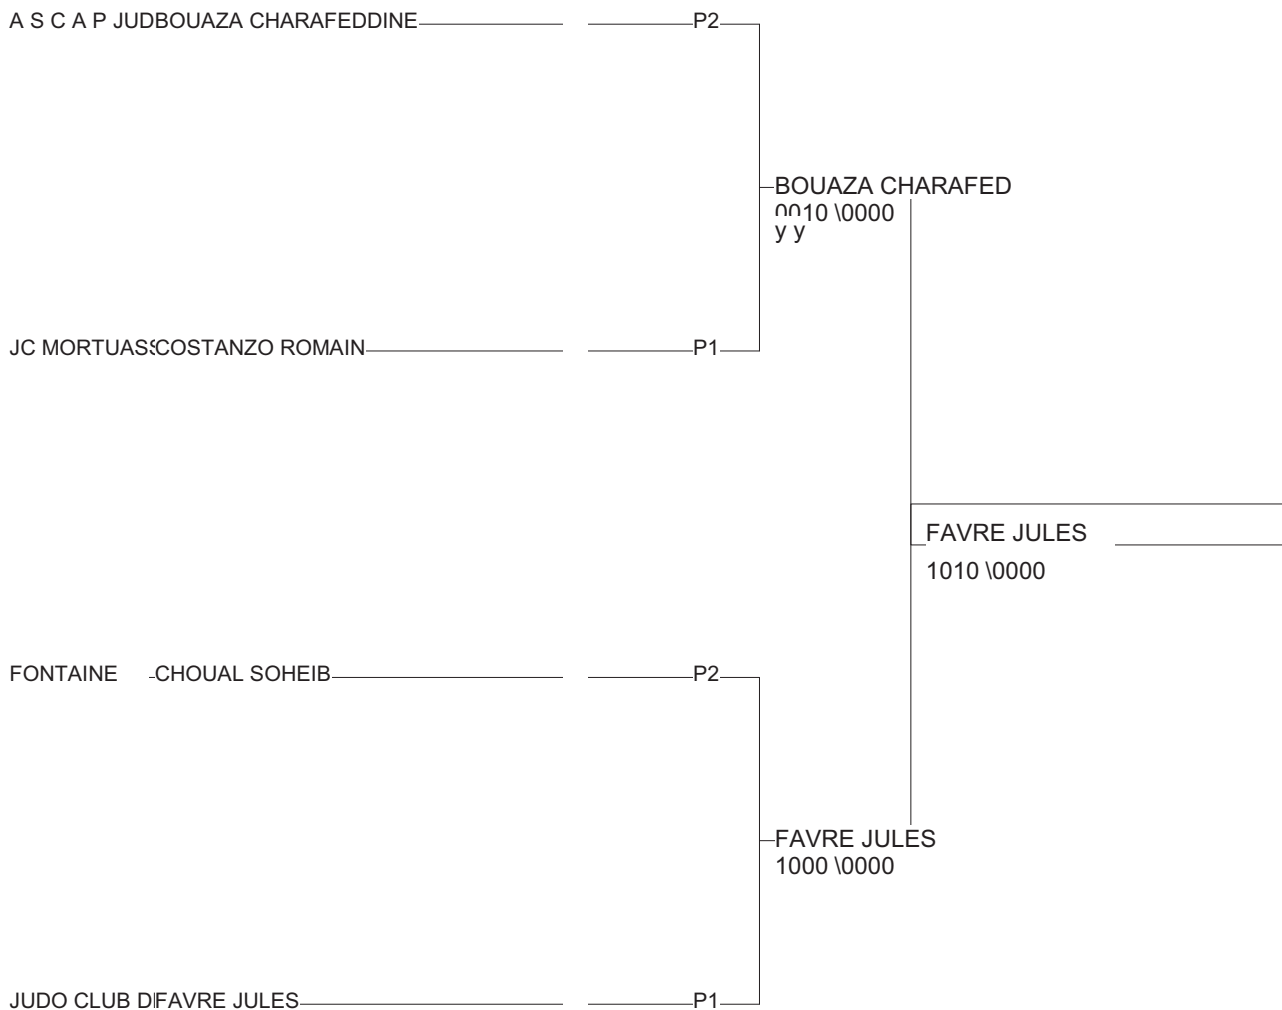 A S C A P JUDBOUAZA CHARAFEDDINE P2
BOUAZA CHARAFED
0010 \0000
y y
JC MORTUASSCOSTANZO ROMAIN P1
FAVRE JULES
1010 \0000
FONTAINE CHOUAL SOHEIB P2
FAVRE JULES
1000 \0000
JUDO CLUB DFAVRE JULES P1